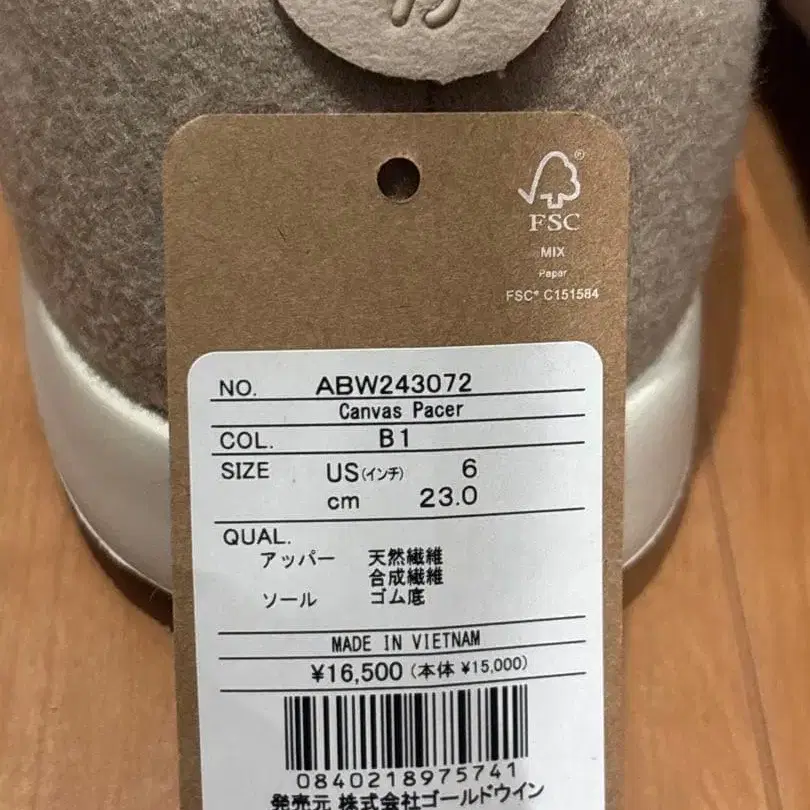 FSC®
MIX
Paper
FSC® C151584
NO. ABW243072
Canvas Pacer
COL. B1
SIZE US(インチ) 6
cm 23.0
QUAL.
アッパー 天然繊維
合成繊維
ソール ゴム底
MADE IN VIETNAM
¥16,500 (本体 ¥15,000)
0840218975741
発売元 株式会社ゴールドウイン